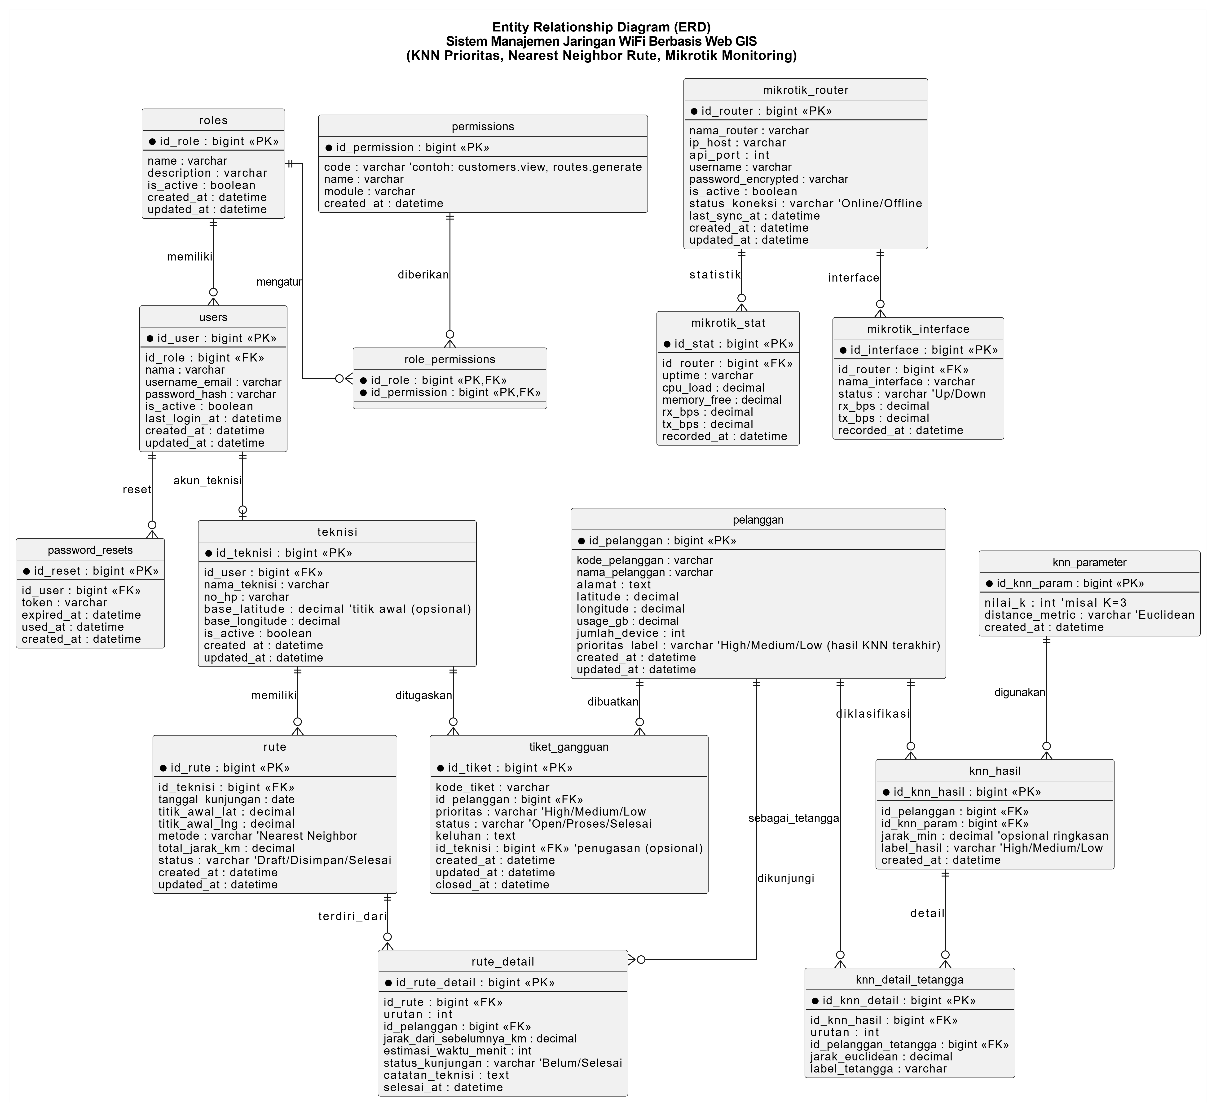 Entity Relationship Diagram (ERD)
Sistem Manajemen Jaringan WiFi Berbasis Web GIS
(KNN Prioritas, Nearest Neighbor Rute, Mikrotik Monitoring)
roles
id_role : bigint «PK»
name : varchar
description : varchar
is_active : boolean
created_at : datetime
updated_at : datetime
permissions
id_permission : bigint «PK»
code : varchar 'contoh: customers.view, routes.generate
name : varchar
module : varchar
created_at : datetime
mikrotik_router
id_router : bigint «PK»
nama_router : varchar
ip_host : varchar
api_port : int
username : varchar
password_encrypted : varchar
is_active : boolean
status_koneksi : varchar 'Online/Offline
last_sync_at : datetime
created_at : datetime
updated_at : datetime
memiliki
mengatur
diberikan
statistik
interface
users
id_user : bigint «PK»
id_role : bigint «FK»
nama : varchar
username_email : varchar
password_hash : varchar
is_active : boolean
last_login_at : datetime
created_at : datetime
updated_at : datetime
role_permissions
id_role : bigint «PK,FK»
id_permission : bigint «PK,FK»
mikrotik_stat
id_stat : bigint «PK»
id_router : bigint «FK»
uptime : varchar
cpu_load : decimal
memory_free : decimal
rx_bps : decimal
tx_bps : decimal
recorded_at : datetime
mikrotik_interface
id_interface : bigint «PK»
id_router : bigint «FK»
nama_interface : varchar
status : varchar 'Up/Down
rx_bps : decimal
tx_bps : decimal
recorded_at : datetime
reset
akun_teknisi
password_resets
id_reset : bigint «PK»
id_user : bigint «FK»
token : varchar
expired_at : datetime
used_at : datetime
created_at : datetime
teknisi
id_teknisi : bigint «PK»
id_user : bigint «FK»
nama_teknisi : varchar
no_hp : varchar
base_latitude : decimal 'titik awal (opsional)
base_longitude : decimal
is_active : boolean
created_at : datetime
updated_at : datetime
pelanggan
id_pelanggan : bigint «PK»
kode_pelanggan : varchar
nama_pelanggan : varchar
alamat : text
latitude : decimal
longitude : decimal
usage_gb : decimal
jumlah_device : int
prioritas_label : varchar 'High/Medium/Low (hasil KNN terakhir)
created_at : datetime
updated_at : datetime
knn_parameter
id_knn_param : bigint «PK»
nilai_k : int 'misal K=3
distance_metric : varchar 'Euclidean
created_at : datetime
memiliki
ditugaskan
dibuatkan
diklasifikasi
digunakan
rute
id_rute : bigint «PK»
id_teknisi : bigint «FK»
tanggal_kunjungan : date
titik_awal_lat : decimal
titik_awal_lng : decimal
metode : varchar 'Nearest Neighbor
total_jarak_km : decimal
status : varchar 'Draft/Disimpan/Selesai
created_at : datetime
updated_at : datetime
tiket_gangguan
id_tiket : bigint «PK»
kode_tiket : varchar
id_pelanggan : bigint «FK»
prioritas : varchar 'High/Medium/Low
status : varchar 'Open/Proses/Selesai
keluhan : text
id_teknisi : bigint «FK» 'penugasan (opsional)
created_at : datetime
updated_at : datetime
closed_at : datetime
knn_hasil
id_knn_hasil : bigint «PK»
id_pelanggan : bigint «FK»
id_knn_param : bigint «FK»
jarak_min : decimal 'opsional ringkasan
label_hasil : varchar 'High/Medium/Low
created_at : datetime
sebagai_tetangga
dikunjungi
terdiri_dari
detail
rute_detail
id_rute_detail : bigint «PK»
id_rute : bigint «FK»
urutan : int
id_pelanggan : bigint «FK»
jarak_dari_sebelumnya_km : decimal
estimasi_waktu_menit : int
status_kunjungan : varchar 'Belum/Selesai
catatan_teknisi : text
selesai_at : datetime
knn_detail_tetangga
id_knn_detail : bigint «PK»
id_knn_hasil : bigint «FK»
urutan : int
id_pelanggan_tetangga : bigint «FK»
jarak_euclidean : decimal
label_tetangga : varchar